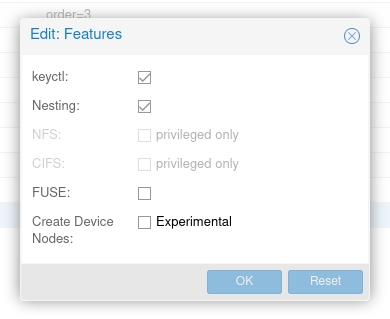 order=3
Edit: Features
keyctl:
Nesting:
NFS: privileged only
CIFS: privileged only
FUSE:
Create Device Experimental
Nodes:
OK Reset